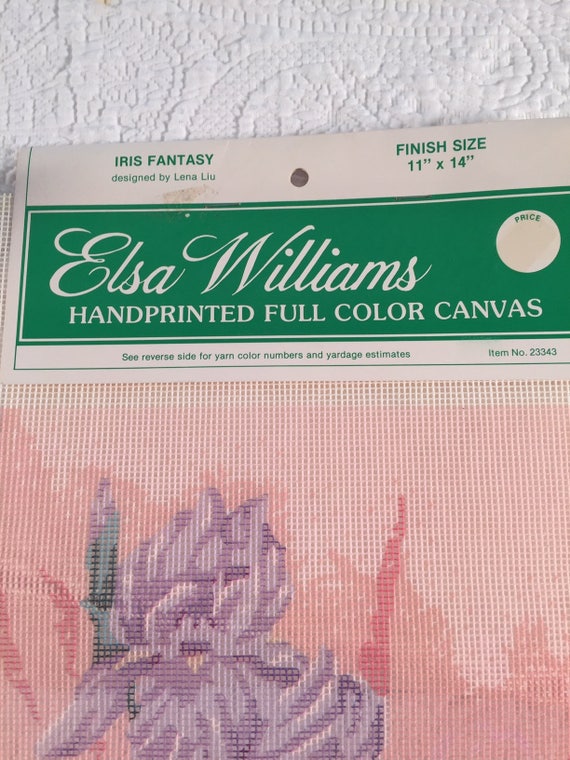 IRIS FANTASY
designed by Lena Liu
FINISH SIZE
11" x 14"
PRICE
Elsa Williams
HANDPRINTED FULL COLOR CANVAS
See reverse side for yarn color numbers and yardage estimates
Item No. 23343